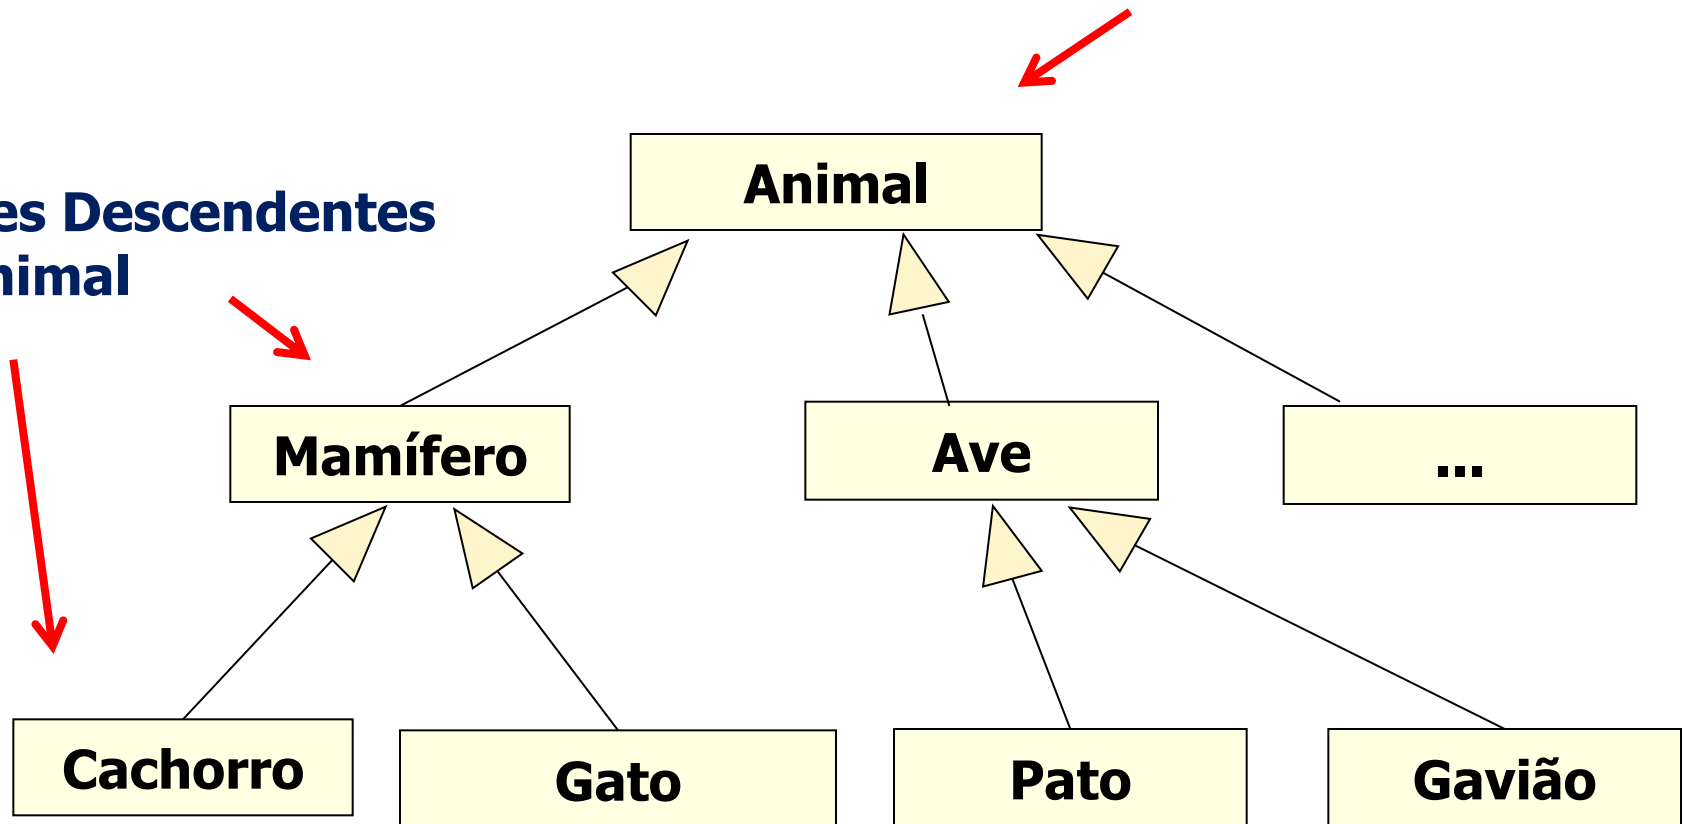 Animal
es Descendentes
nimal
Mamífero
Ave
...
Cachorro
Gato
Pato
Gavião